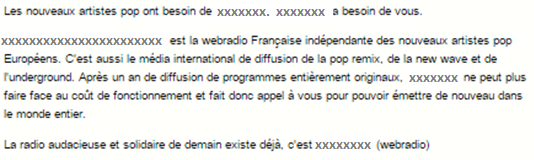 Les nouveaux artistes pop ont besoin de xxxxxxx. xxxxxxx a besoin de vous.
xxxxxxxxxxxxxxxxxxxxxxx est la webradio Française indépendante des nouveaux artistes pop
Européens. C'est aussi le média international de diffusion de la pop remix, de la new wave et de
l'underground. Après un an de diffusion de programmes entièrement originaux, xxxxxxx ne peut plus
faire face au coût de fonctionnement et fait donc appel à vous pour pouvoir émettre de nouveau dans
le monde entier.
La radio audacieuse et solidaire de demain existe déjà, c'est xxxxxxxx (webradio)